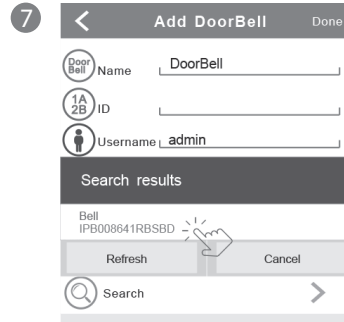 7
Add DoorBell Done
Door Bell Name DoorBell
1A 2B ID
Username admin
Search results
Bell
IPB008641RBSBD
Refresh Cancel
Search